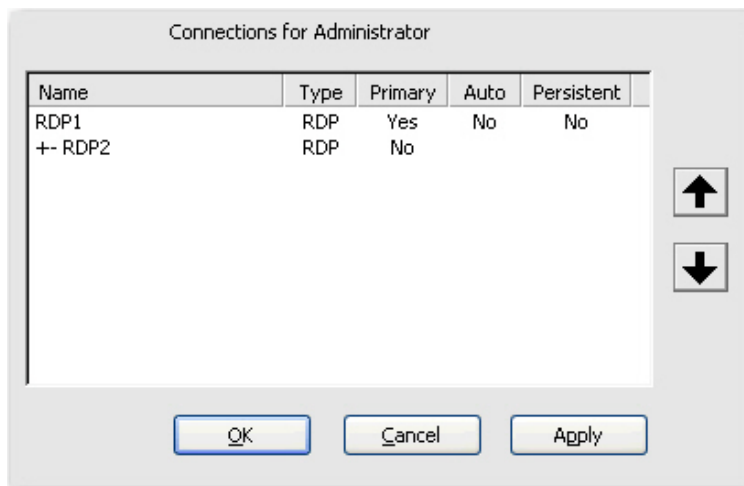 Connections for Administrator
Name Type Primary Auto Persistent
RDP1 RDP Yes No No
+- RDP2 RDP No
OK Cancel Apply